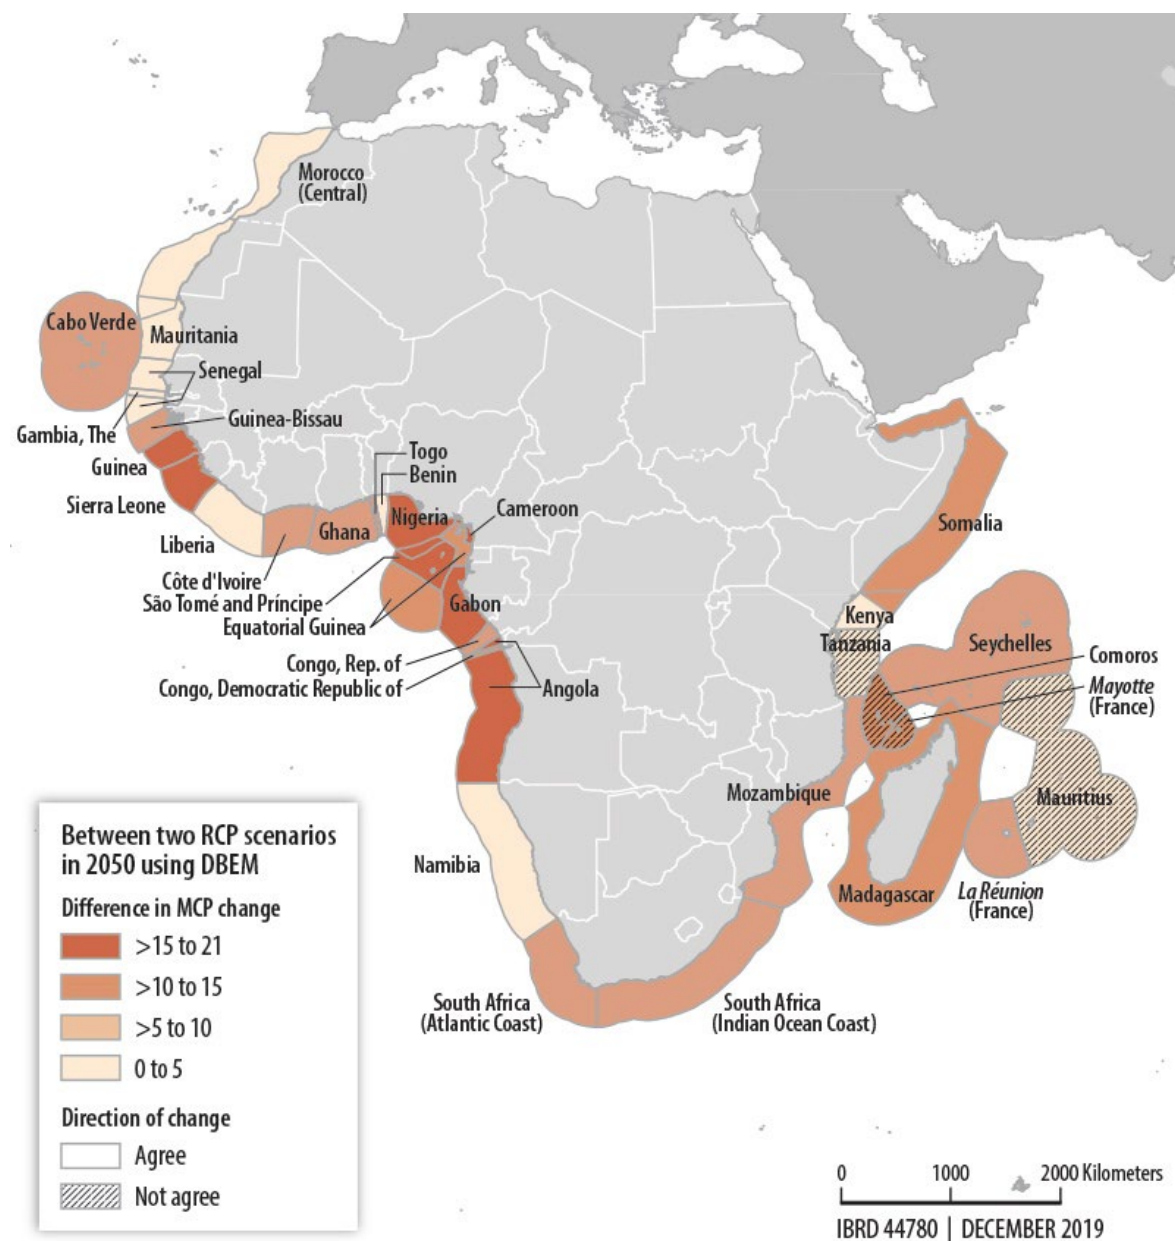 Morocco
(Central)
Cabo Verde
Mauritania
Senegal
Gambia, The
Guinea-Bissau
Guinea
Sierra Leone
Togo
Benin
Nigeria
Cameroon
Ghana
Liberia
Côte d'Ivoire
São Tomé and Príncipe
Equatorial Guinea
Gabon
Congo, Rep. of
Congo, Democratic Republic of
Angola
Somalia
Kenya
Tanzania
Seychelles
Comoros
Mayotte
(France)
Mozambique
Mauritius
Madagascar
La Réunion
(France)
Namibia
South Africa
(Atlantic Coast)
South Africa
(Indian Ocean Coast)
Between two RCP scenarios
in 2050 using DBEM
Difference in MCP change
>15 to 21
>10 to 15
>5 to 10
0 to 5
Direction of change
Agree
Not agree
0 1000 2000 Kilometers
IBRD 44780 | DECEMBER 2019